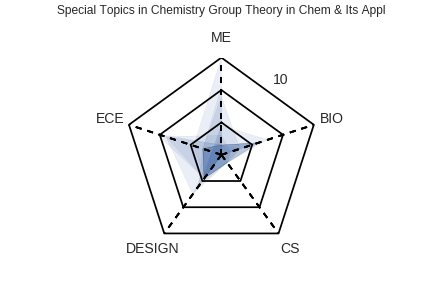 Special Topics in Chemistry Group Theory in Chem & Its Appl
ME
10
ECE
BIO
DESIGN
CS